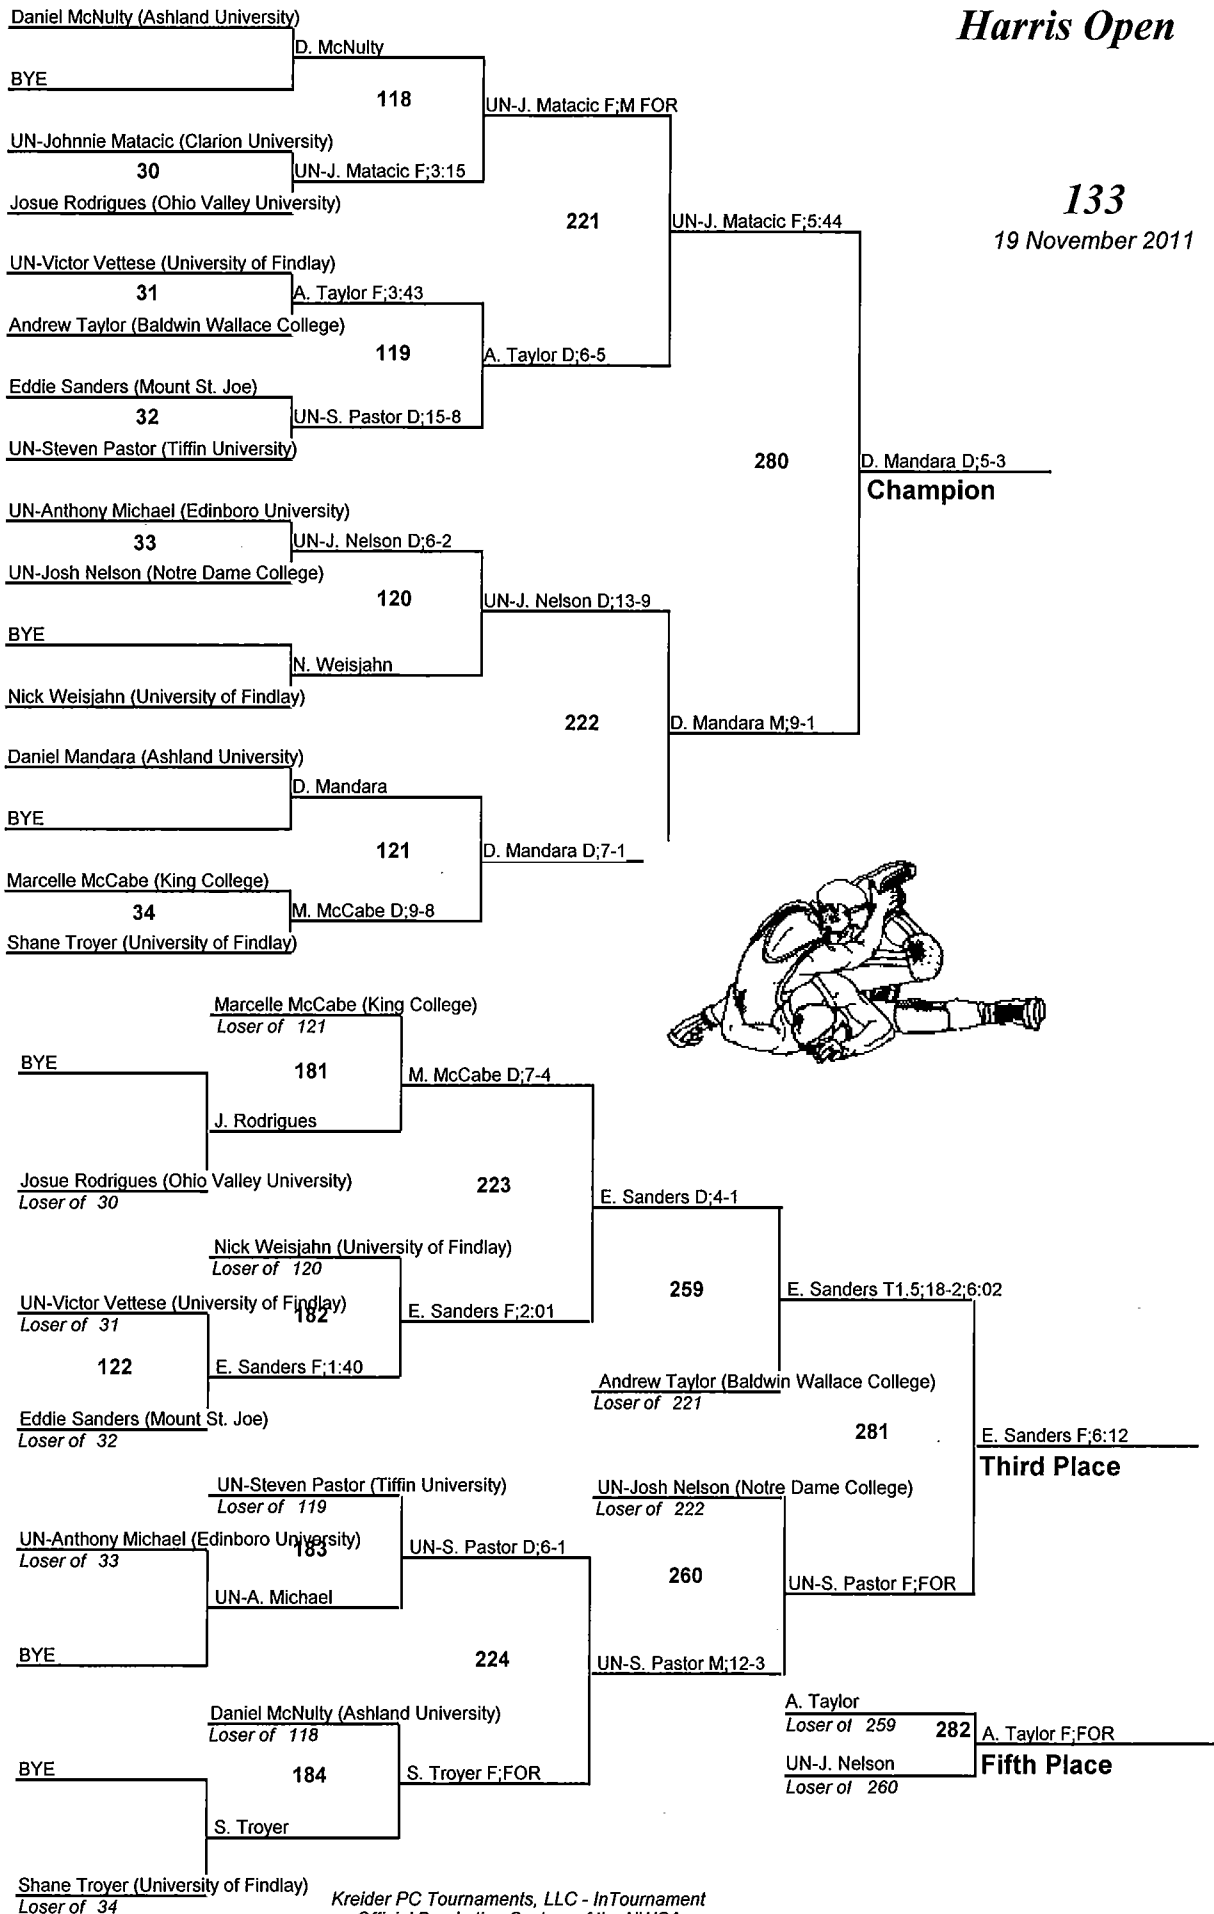 Harris Open
133
19 November 2011
Daniel McNulty (Ashland University)
D. McNulty
BYE
118
UN-J. Matacic F;M FOR
UN-Johnnie Matacic (Clarion University)
30
UN-J. Matacic F;3:15
Josue Rodrigues (Ohio Valley University)
221
UN-J. Matacic F;5:44
UN-Victor Vettese (University of Findlay)
31
A. Taylor F;3:43
Andrew Taylor (Baldwin Wallace College)
119
A. Taylor D;6-5
Eddie Sanders (Mount St. Joe)
32
UN-S. Pastor D;15-8
UN-Steven Pastor (Tiffin University)
280
D. Mandara D;5-3
Champion
UN-Anthony Michael (Edinboro University)
33
UN-J. Nelson D;6-2
UN-Josh Nelson (Notre Dame College)
120
UN-J. Nelson D;13-9
BYE
N. Weisjahn
Nick Weisjahn (University of Findlay)
222
D. Mandara M;9-1
Daniel Mandara (Ashland University)
D. Mandara
BYE
121
D. Mandara D;7-1
Marcelle McCabe (King College)
34
M. McCabe D;9-8
Shane Troyer (University of Findlay)
Marcelle McCabe (King College)
Loser of 121
BYE
181
M. McCabe D;7-4
J. Rodrigues
Josue Rodrigues (Ohio Valley University)
Loser of 30
223
E. Sanders D;4-1
Nick Weisjahn (University of Findlay)
Loser of 120
UN-Victor Vettese (University of Findlay)
Loser of 31
182
E. Sanders F;2:01
259
E. Sanders T1.5;18-2;6:02
122
E. Sanders F;1:40
Andrew Taylor (Baldwin Wallace College)
Loser of 221
Eddie Sanders (Mount St. Joe)
Loser of 32
281
E. Sanders F;6:12
Third Place
UN-Steven Pastor (Tiffin University)
Loser of 119
UN-Josh Nelson (Notre Dame College)
Loser of 222
UN-Anthony Michael (Edinboro University)
Loser of 33
183
UN-S. Pastor D;6-1
260
UN-S. Pastor F;FOR
UN-A. Michael
BYE
224
UN-S. Pastor M;12-3
Daniel McNulty (Ashland University)
Loser of 118
A. Taylor
Loser of 259
282
A. Taylor F;FOR
Fifth Place
UN-J. Nelson
Loser of 260
BYE
184
S. Troyer F;FOR
S. Troyer
Shane Troyer (University of Findlay)
Loser of 34
Kreider PC Tournaments, LLC - InTournament